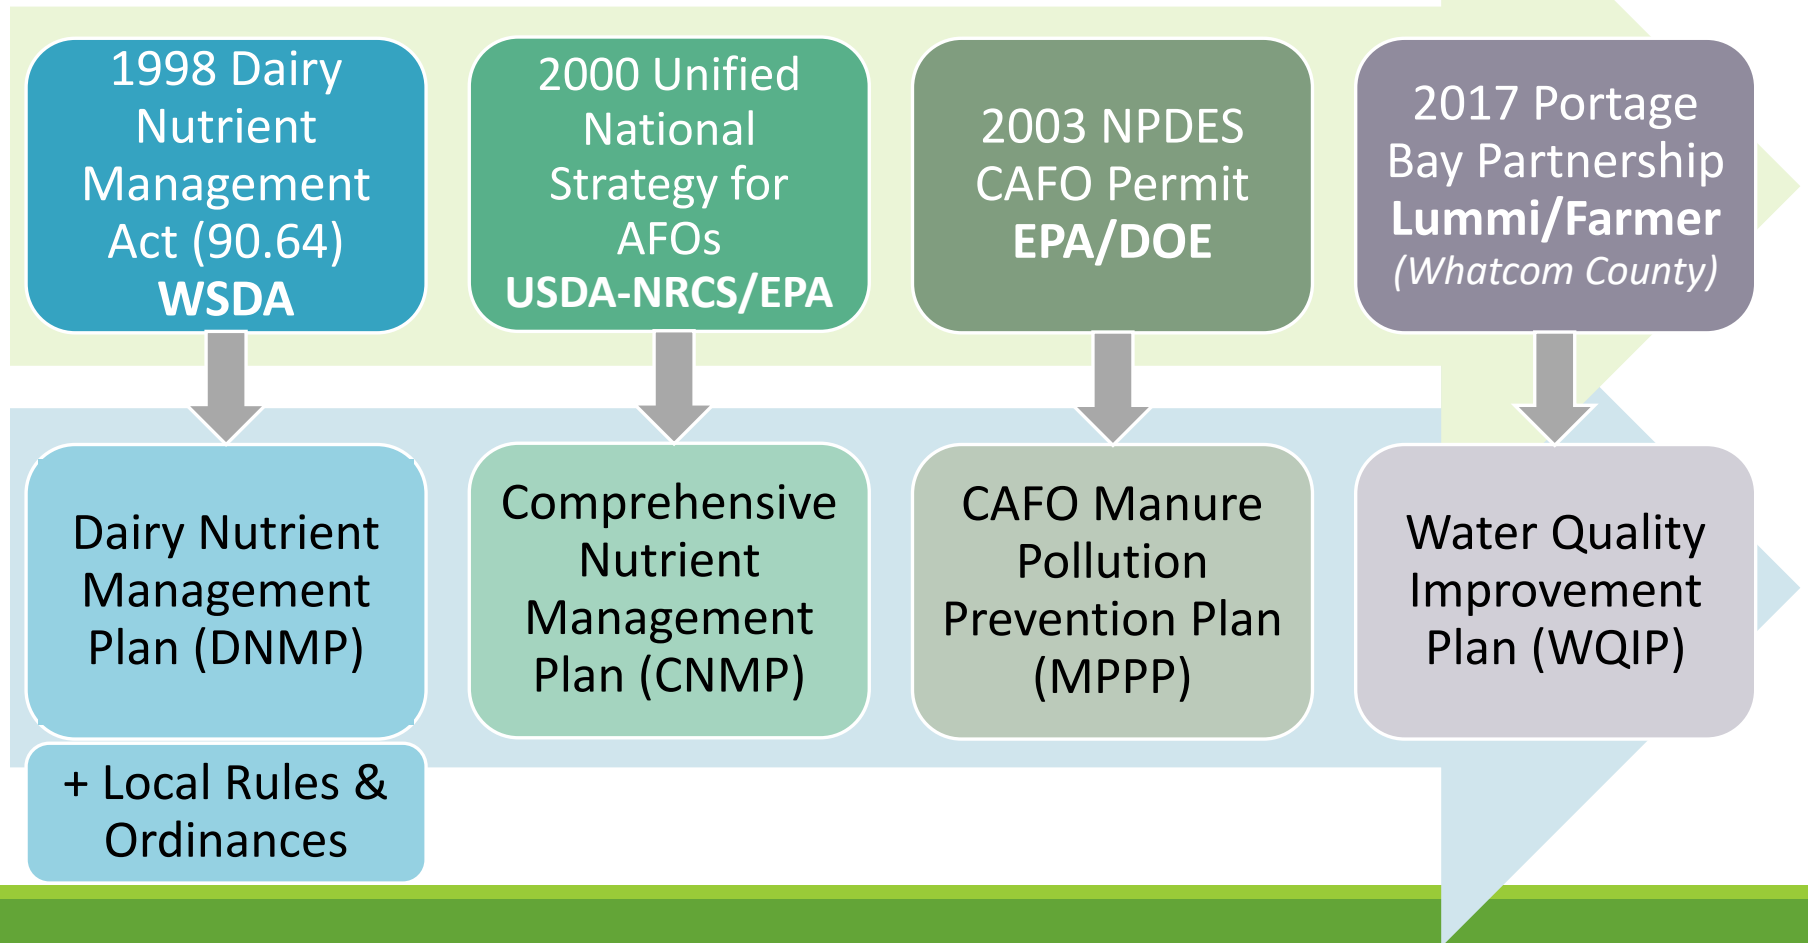 1998 Dairy
Nutrient
Management
Act (90.64)
WSDA
2000 Unified
National
Strategy for
AFOs
USDA-NRCS/EPA
2003 NPDES
CAFO Permit
EPA/DOE
2017 Portage
Bay Partnership
Lummi/Farmer
(Whatcom County)
Dairy Nutrient
Management
Plan (DNMP)
Comprehensive
Nutrient
Management
Plan (CNMP)
CAFO Manure
Pollution
Prevention Plan
(MPPP)
Water Quality
Improvement
Plan (WQIP)
+ Local Rules &
Ordinances